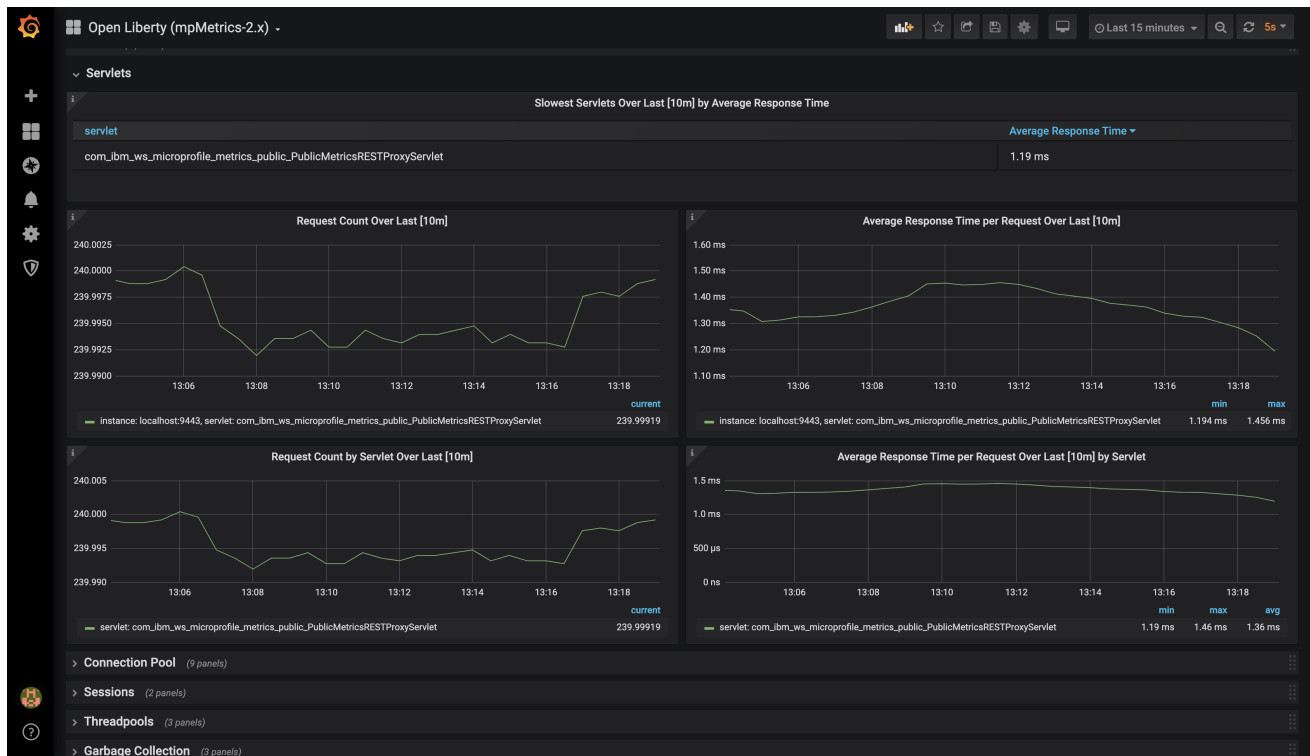 Open Liberty (mpMetrics-2.x)
Last 15 minutes
5s
Servlets
Slowest Servlets Over Last [10m] by Average Response Time
servlet Average Response Time
com_ibm_ws_microprofile_metrics_public_PublicMetricsRESTProxyServlet 1.19 ms
Request Count Over Last [10m]
240.0025
240.0000
239.9975
239.9950
239.9925
239.9900
13:06 13:08 13:10 13:12 13:14 13:16 13:18
current
instance: localhost:9443, servlet: com_ibm_ws_microprofile_metrics_public_PublicMetricsRESTProxyServlet 239.99919
Average Response Time per Request Over Last [10m]
1.60 ms
1.50 ms
1.40 ms
1.30 ms
1.20 ms
1.10 ms
13:06 13:08 13:10 13:12 13:14 13:16 13:18
min max
instance: localhost:9443, servlet: com_ibm_ws_microprofile_metrics_public_PublicMetricsRESTProxyServlet 1.194 ms 1.456 ms
Request Count by Servlet Over Last [10m]
240.005
240.000
239.995
239.990
13:06 13:08 13:10 13:12 13:14 13:16 13:18
current
servlet: com_ibm_ws_microprofile_metrics_public_PublicMetricsRESTProxyServlet 239.99919
Average Response Time per Request Over Last [10m] by Servlet
1.5 ms
1.0 ms
500 µs
0 ns
13:06 13:08 13:10 13:12 13:14 13:16 13:18
min max avg
servlet: com_ibm_ws_microprofile_metrics_public_PublicMetricsRESTProxyServlet 1.19 ms 1.46 ms 1.36 ms
Connection Pool (9 panels)
Sessions (2 panels)
Threadpools (3 panels)
Garbage Collection (3 panels)